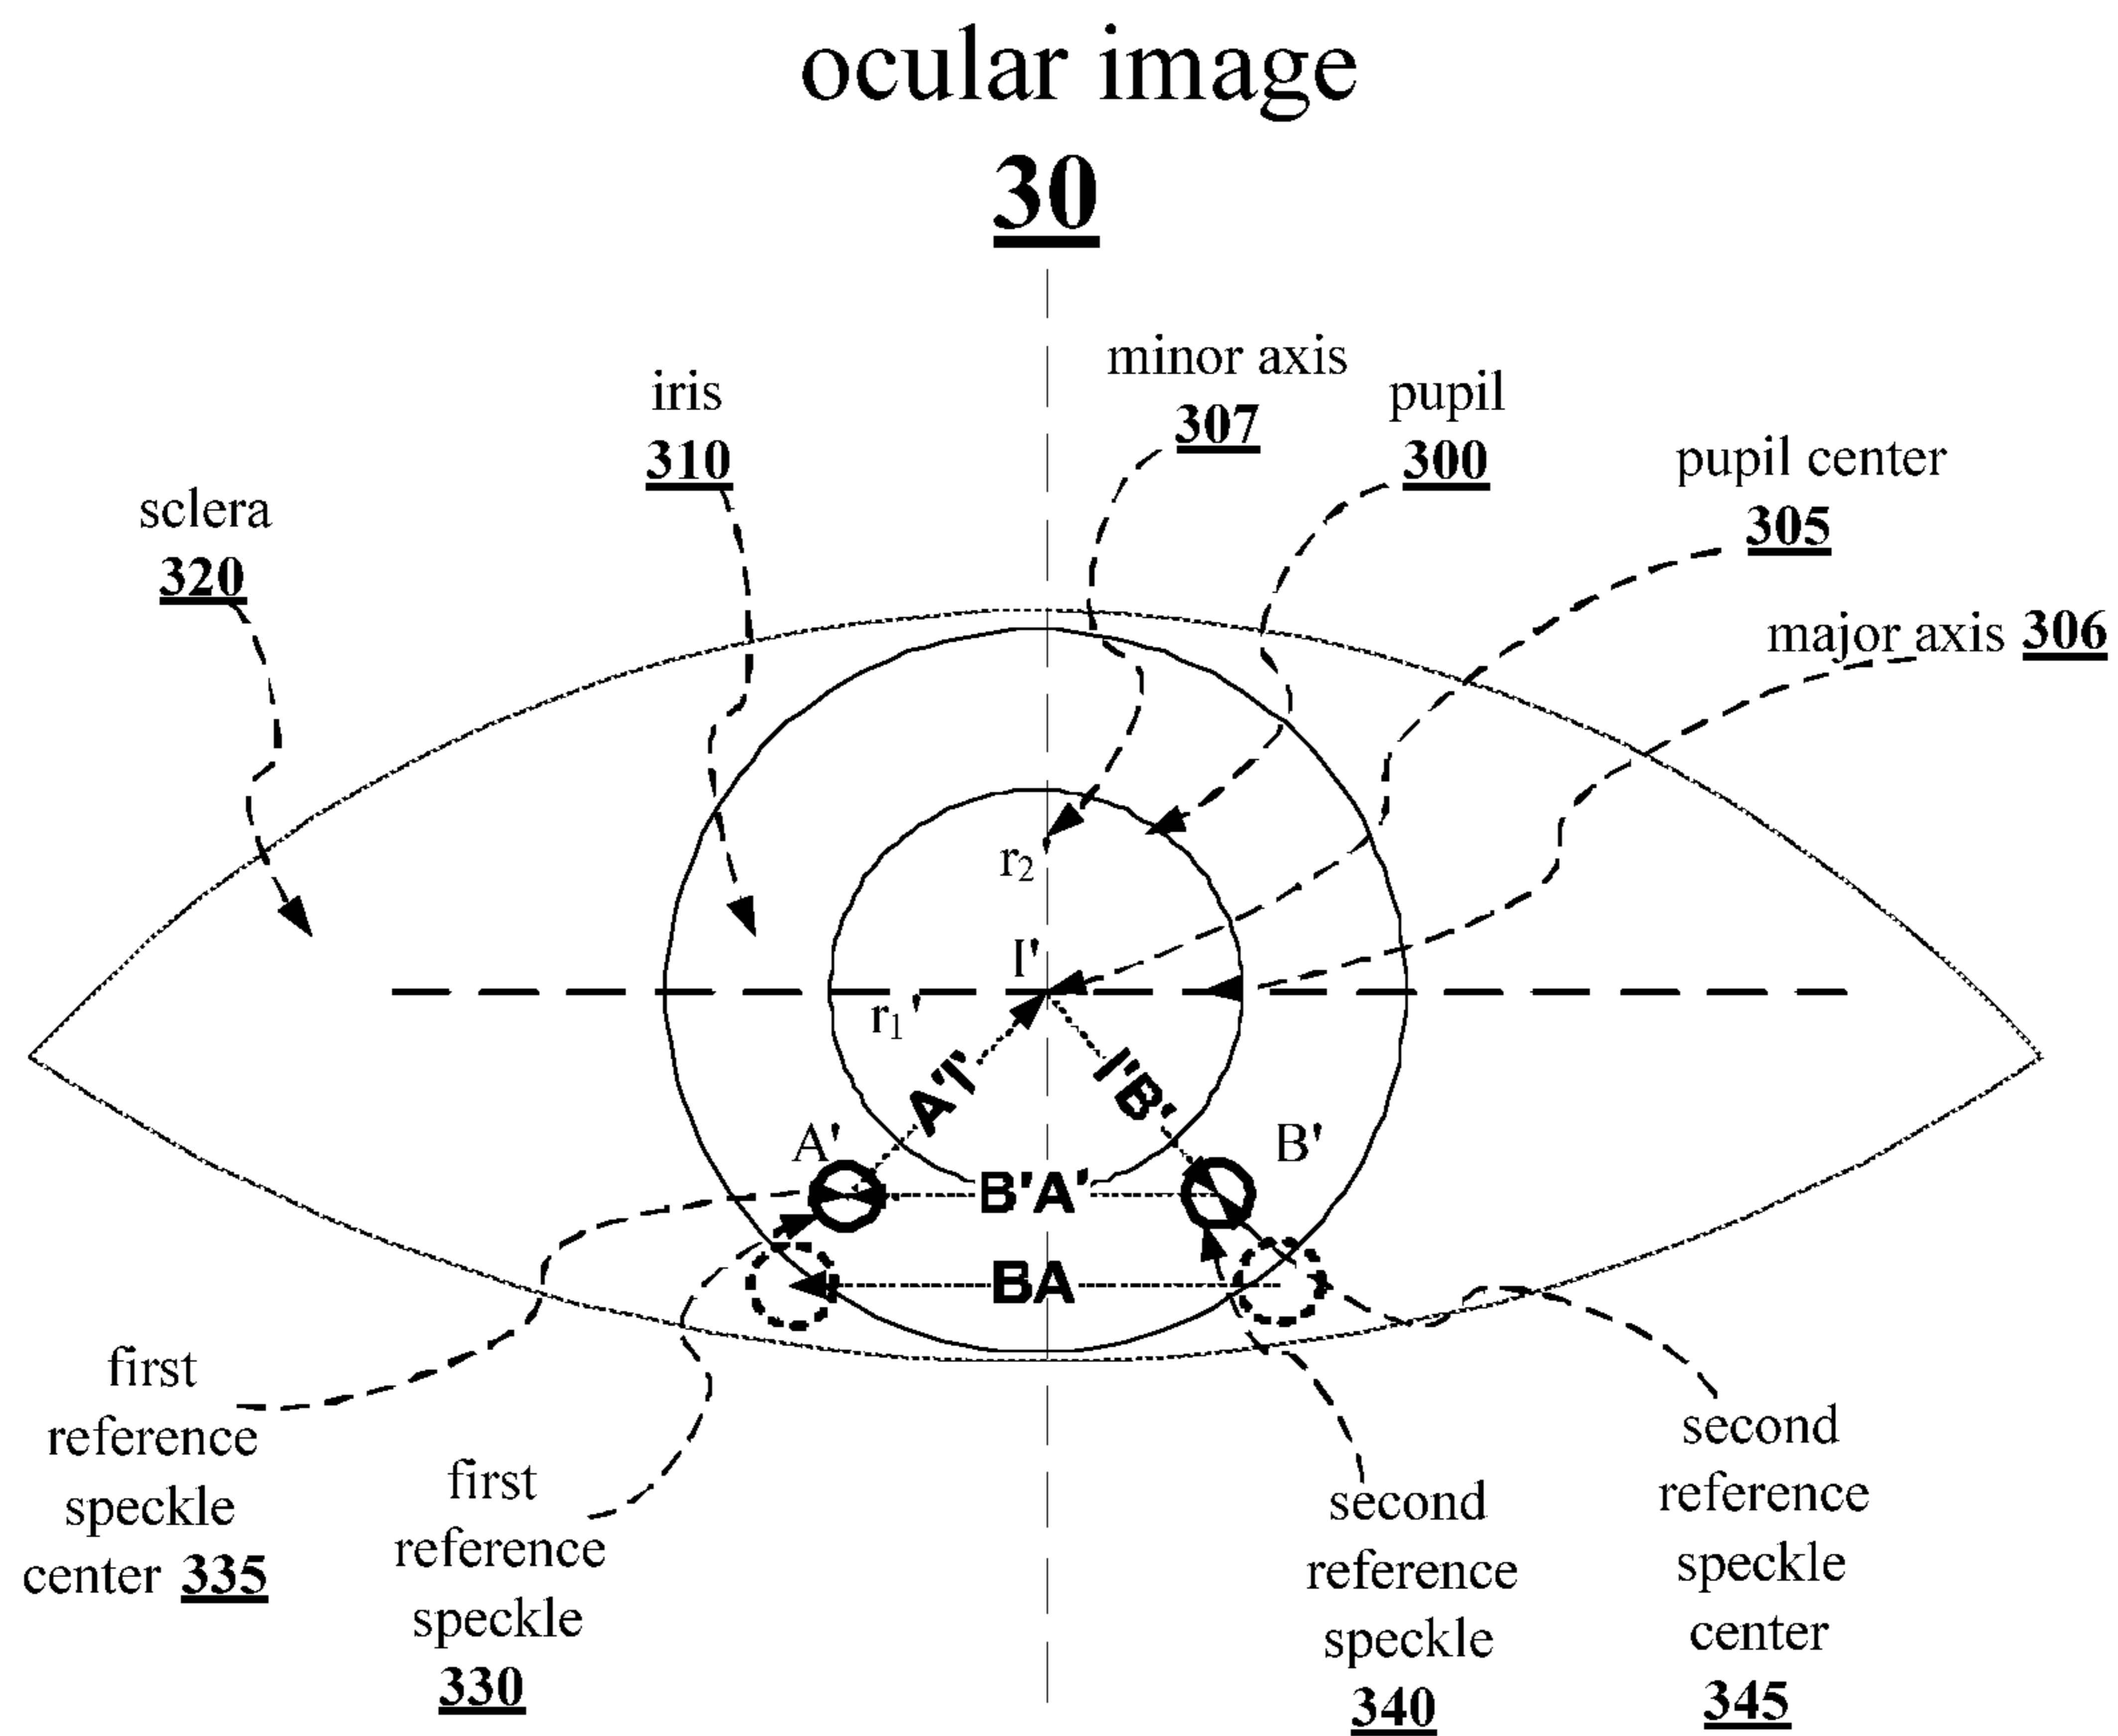 ocular image
30
minor axis
307
iris
310
pupil
300
pupil center
305
sclera
320
major axis 306
r2
I'
r1
A'I'
I'B'
A'
B'
B'A'
BA
first
reference
speckle
center 335
first
reference
speckle
330
second
reference
speckle
340
second
reference
speckle
center
345